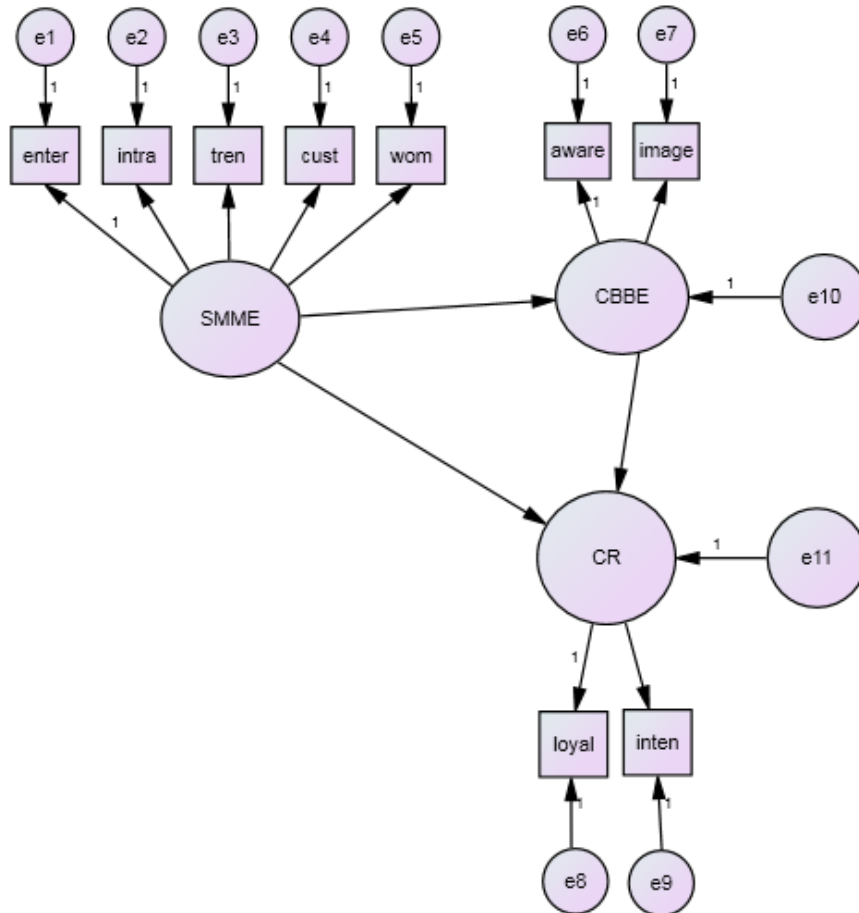 e1 e2 e3 e4 e5 e6 e7
1 1 1 1 1 1 1
enter intra tren cust wom aware image
1 1
SMME CBBE 1 e10
CR 1 e11
1
loyal inten
1 1
e8 e9